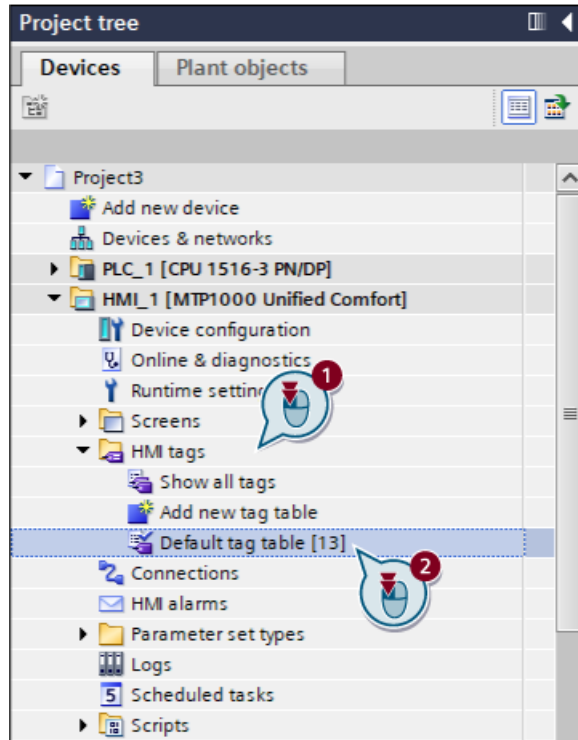 Project tree
Devices
Plant objects
Project3
Add new device
Devices & networks
PLC_1 [CPU 1516-3 PN/DP]
HMI_1 [MTP1000 Unified Comfort]
Device configuration
Online & diagnostics
1
Runtime settin
Screens
HMI tags
Show all tags
Add new tag table
Default tag table [13]
2
Connections
HMI alarms
Parameter set types
Logs
5 Scheduled tasks
Scripts